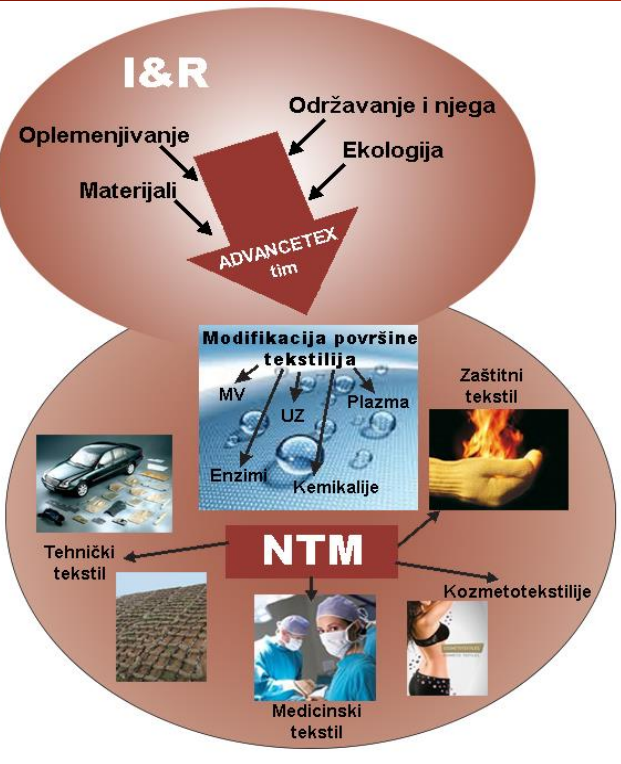 I&R
Održavanje i njega
Oplemenjivanje
Ekologija
Materijali
ADVANCETEX
tim
Modifikacija površine
tekstilija
MV
UZ
Plazma
Enzimi
Kemikalije
Zaštitni
tekstil
NTM
Tehnički
tekstil
Kozmetotekstilije
Medicinski
tekstil